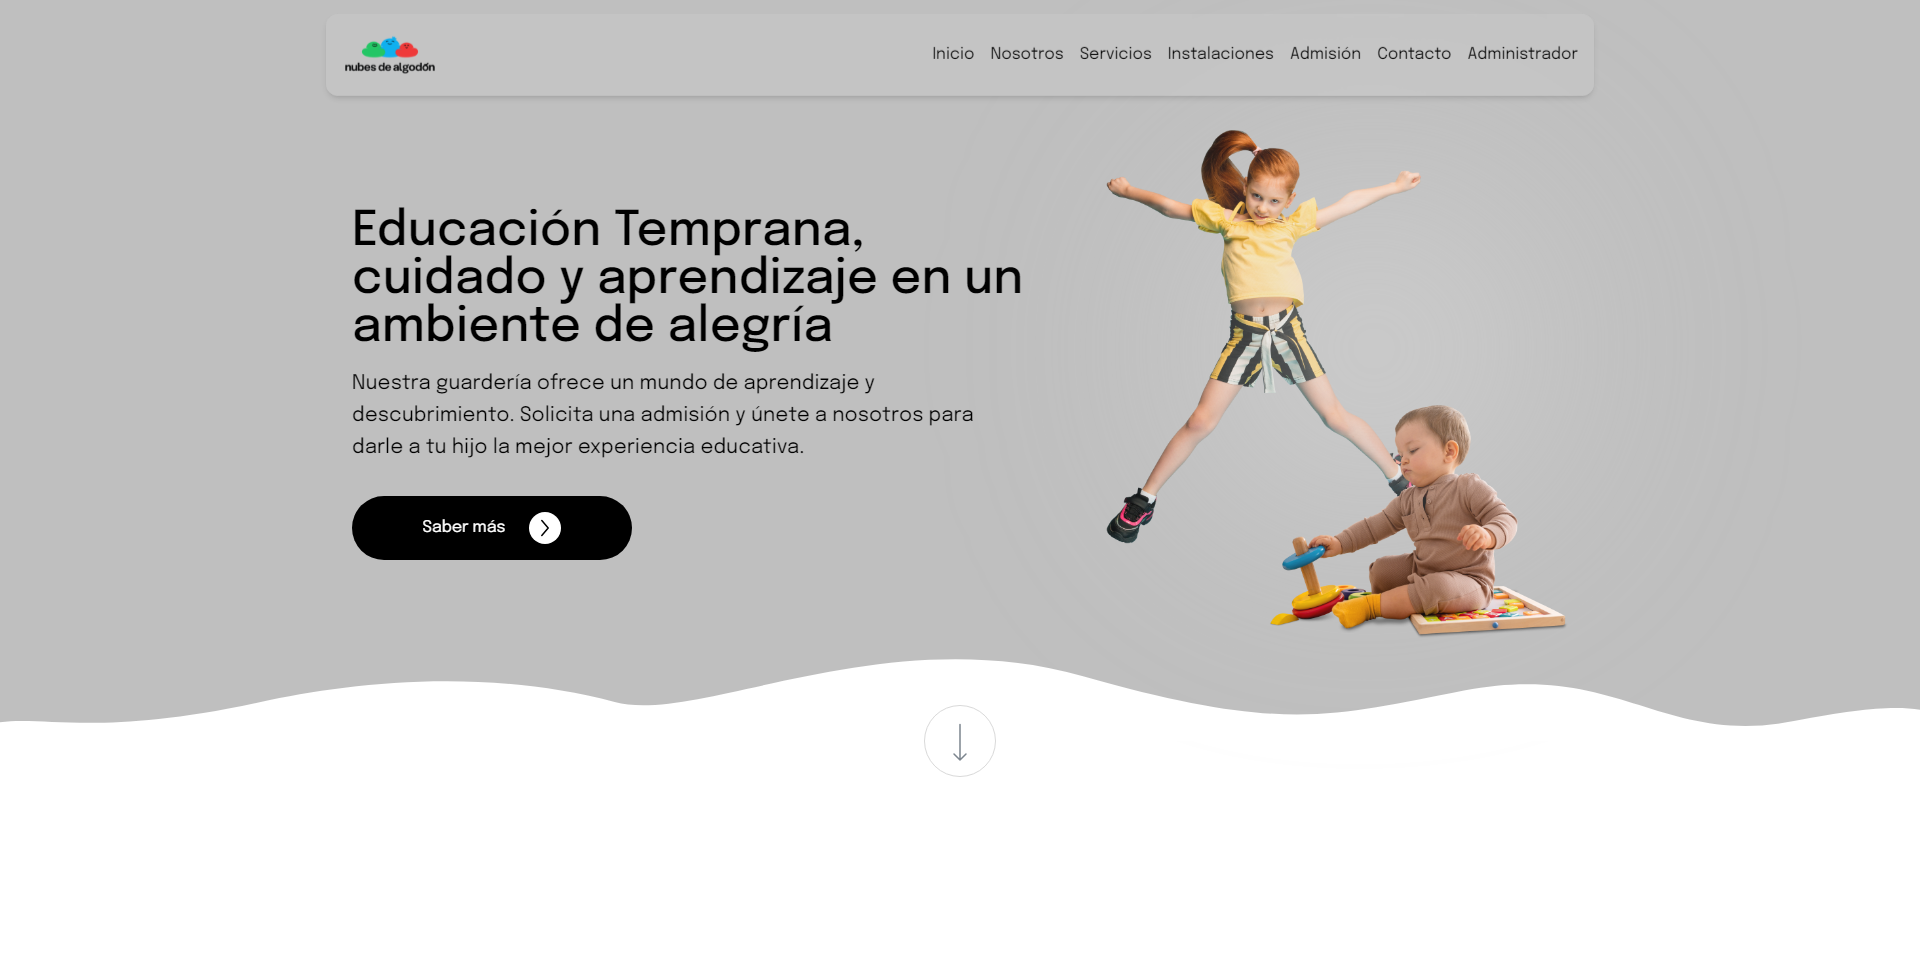 nubes de algodón
Inicio Nosotros Servicios Instalaciones Admisión Contacto Administrador
Educación Temprana,
cuidado y aprendizaje en un
ambiente de alegría
Nuestra guardería ofrece un mundo de aprendizaje y
descubrimiento. Solicita una admisión y únete a nosotros para
darle a tu hijo la mejor experiencia educativa.
Saber más